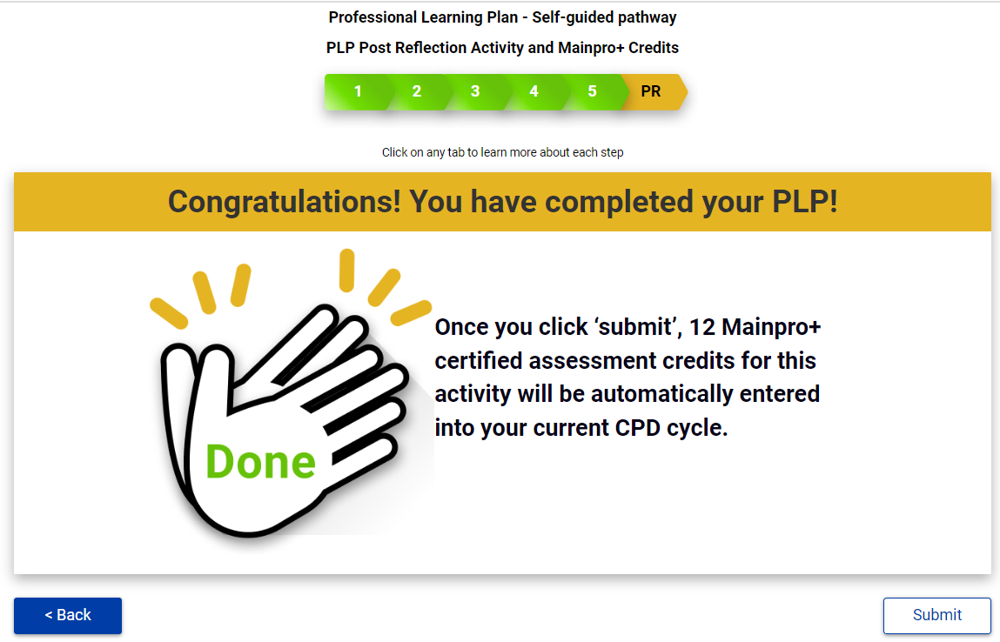 Professional Learning Plan - Self-guided pathway
PLP Post Reflection Activity and Mainpro+ Credits
1 2 3 4 5 PR
Click on any tab to learn more about each step
Congratulations! You have completed your PLP!
Once you click ‘submit’, 12 Mainpro+
certified assessment credits for this
activity will be automatically entered
into your current CPD cycle.
Done
< Back
Submit